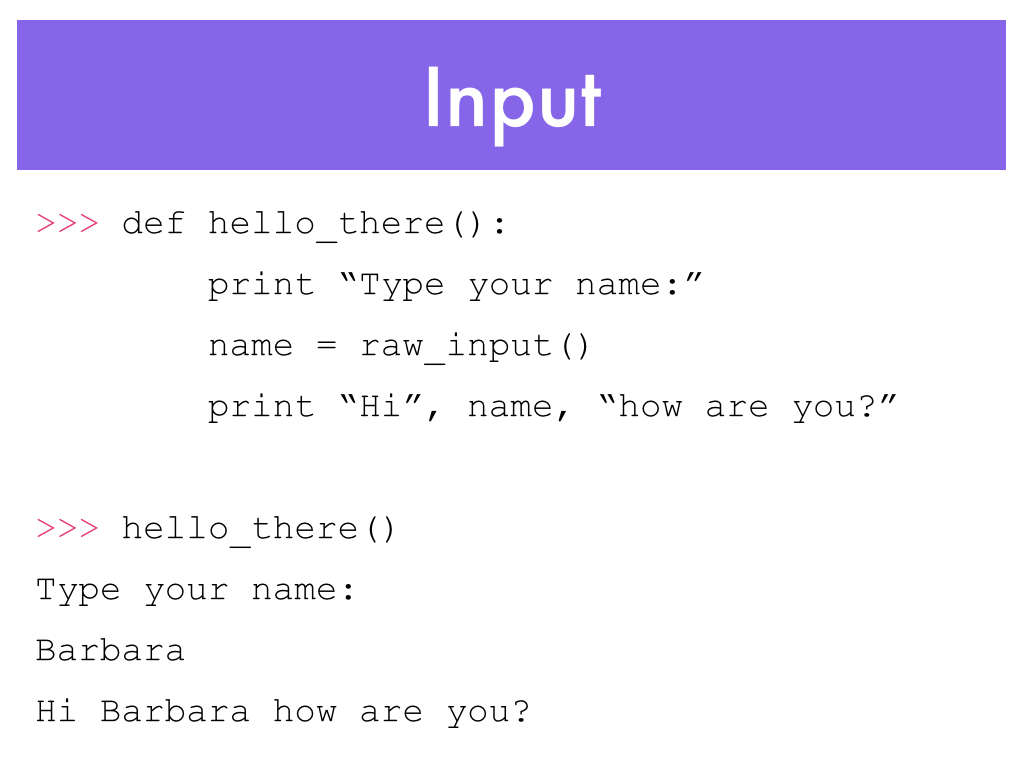 Input
>>> def hello_there():
        print “Type your name:”
        name = raw_input()
        print “Hi”, name, “how are you?”
>>> hello_there()
Type your name:
Barbara
Hi Barbara how are you?